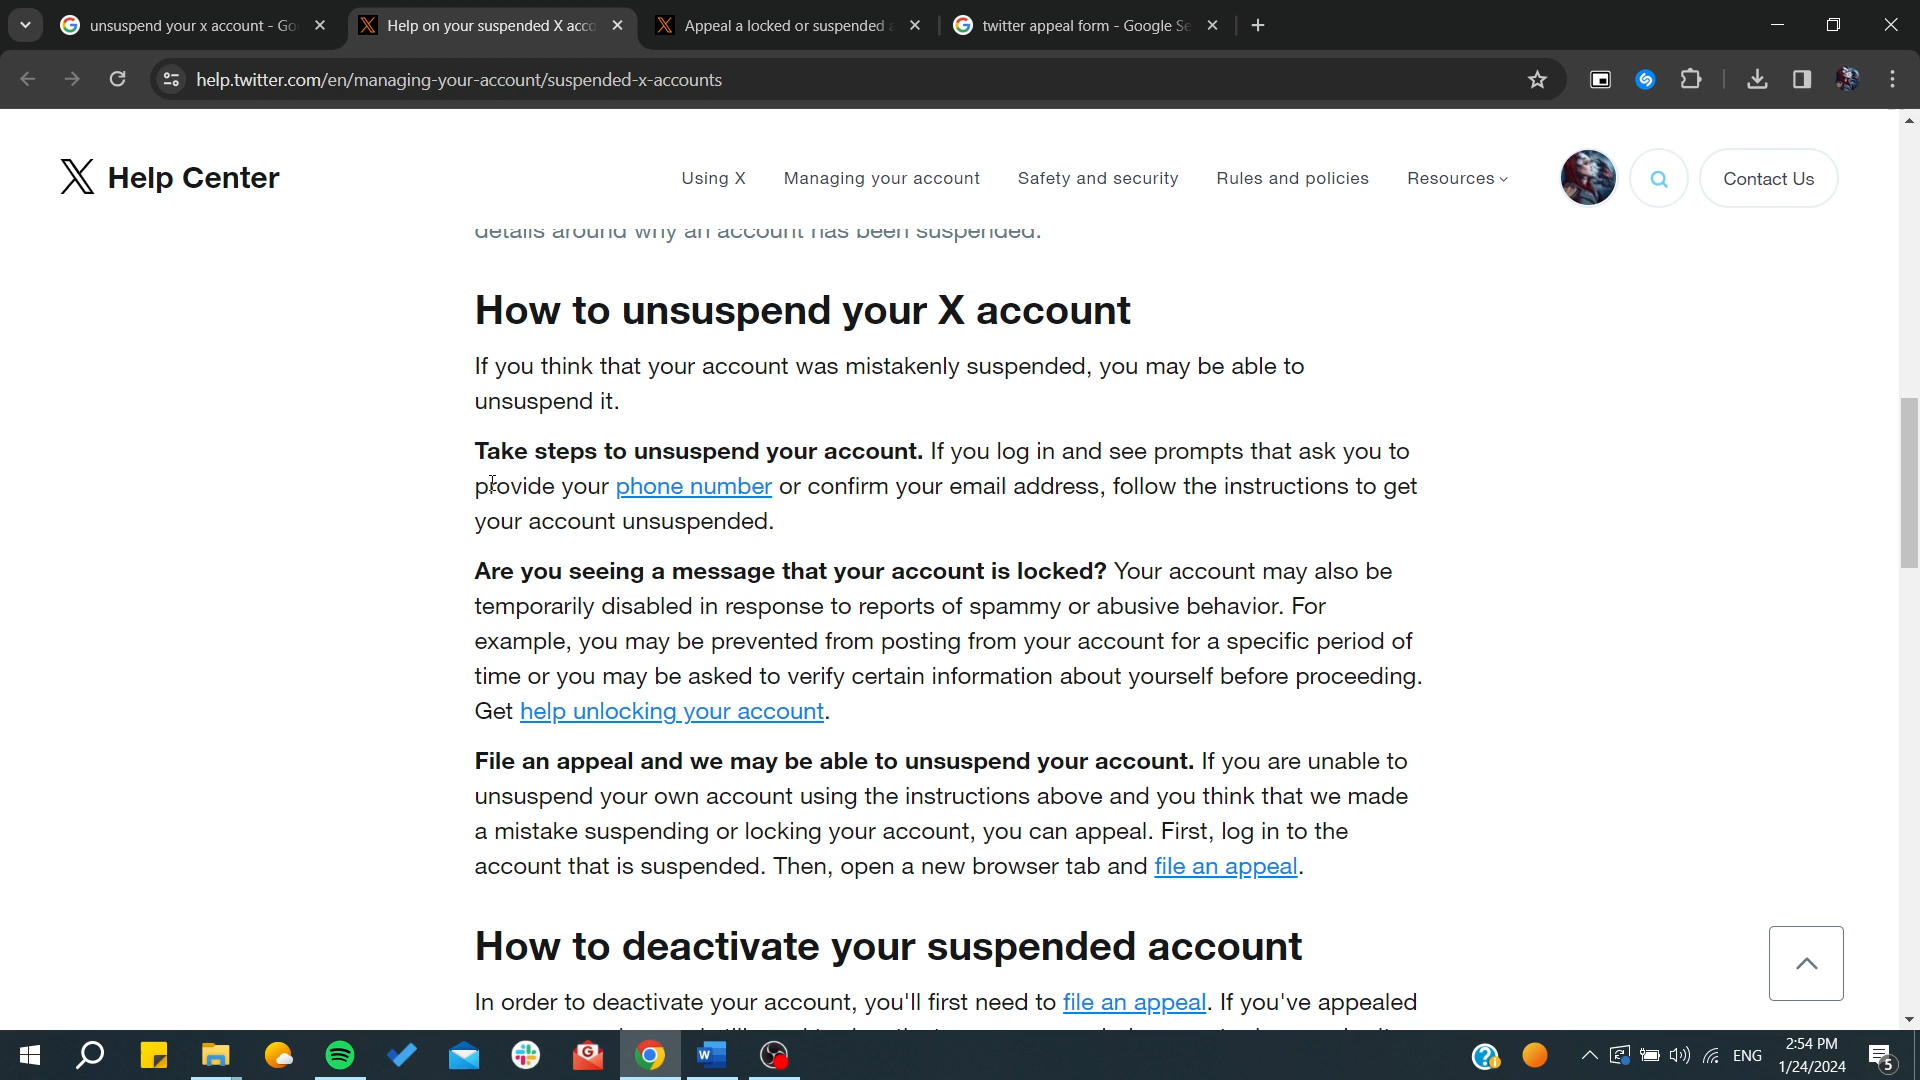 unsuspend your x account - Go
Help on your suspended X acco
Appeal a locked or suspended a
twitter appeal form - Google Se
help.twitter.com/en/managing-your-account/suspended-x-accounts
X Help Center
Using X
Managing your account
Safety and security
Rules and policies
Resources
Contact Us
details around why an account has been suspended.
How to unsuspend your X account
If you think that your account was mistakenly suspended, you may be able to
unsuspend it.
Take steps to unsuspend your account. If you log in and see prompts that ask you to
provide your phone number or confirm your email address, follow the instructions to get
your account unsuspended.
Are you seeing a message that your account is locked? Your account may also be
temporarily disabled in response to reports of spammy or abusive behavior. For
example, you may be prevented from posting from your account for a specific period of
time or you may be asked to verify certain information about yourself before proceeding.
Get help unlocking your account.
File an appeal and we may be able to unsuspend your account. If you are unable to
unsuspend your own account using the instructions above and you think that we made
a mistake suspending or locking your account, you can appeal. First, log in to the
account that is suspended. Then, open a new browser tab and file an appeal.
How to deactivate your suspended account
In order to deactivate your account, you'll first need to file an appeal. If you've appealed
ENG
2:54 PM
1/24/2024
5